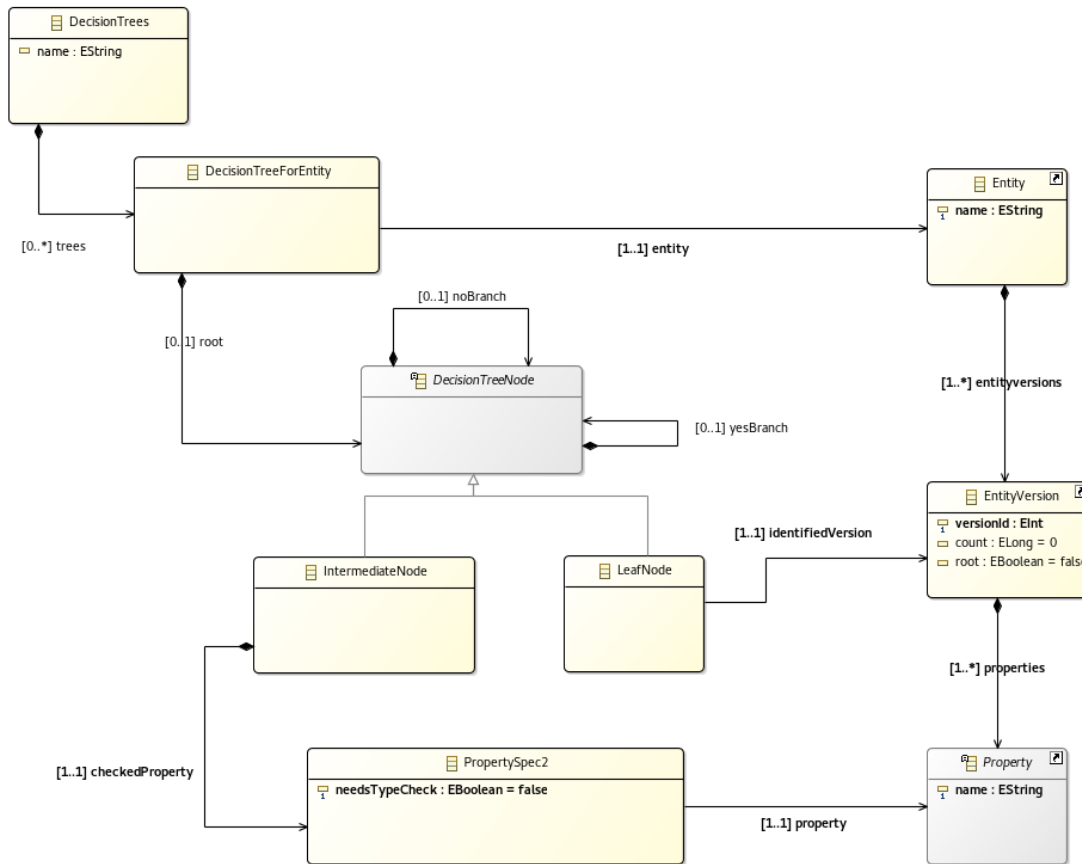 DecisionTrees
name : EString
DecisionTreeForEntity
Entity
name : EString
[0..*] trees
[1..1] entity
[0..1] noBranch
[0..1] root
DecisionTreeNode
[1..*] entityversions
[0..1] yesBranch
EntityVersion
versionId : EInt
count : ELong = 0
root : EBoolean = false
[1..1] identifiedVersion
IntermediateNode
LeafNode
[1..*] properties
[1..1] checkedProperty
PropertySpec2
needsTypeCheck : EBoolean = false
Property
name : EString
[1..1] property